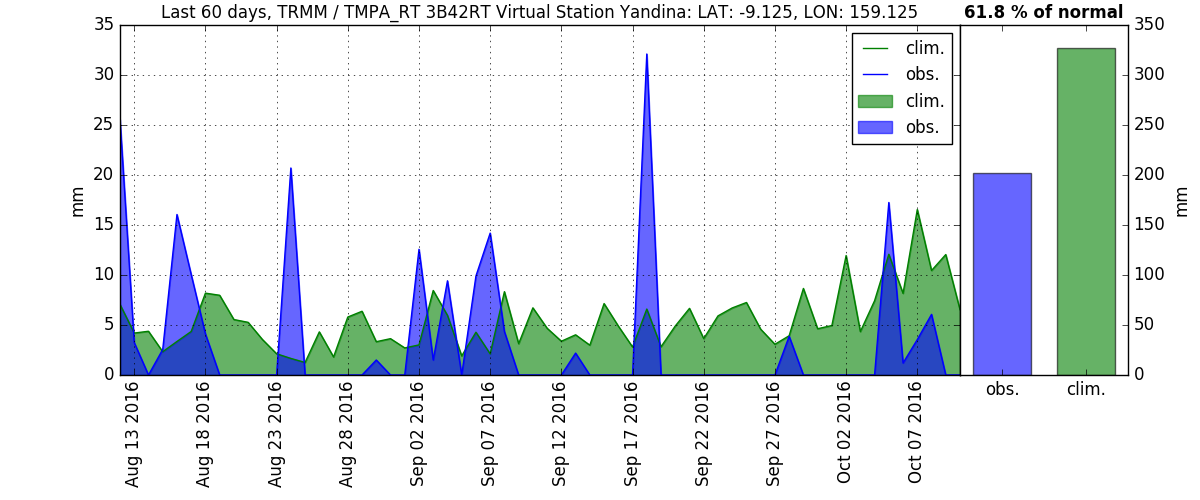 Last 60 days, TRMM / TMPA_RT 3B42RT Virtual Station Yandina: LAT: -9.125, LON: 159.125
61.8 % of normal
35
30
25
20
15
10
5
0
mm
clim.
obs.
clim.
obs.
350
300
250
200
150
100
50
0
mm
obs.
clim.
Aug 13 2016
Aug 18 2016
Aug 23 2016
Aug 28 2016
Sep 02 2016
Sep 07 2016
Sep 12 2016
Sep 17 2016
Sep 22 2016
Sep 27 2016
Oct 02 2016
Oct 07 2016